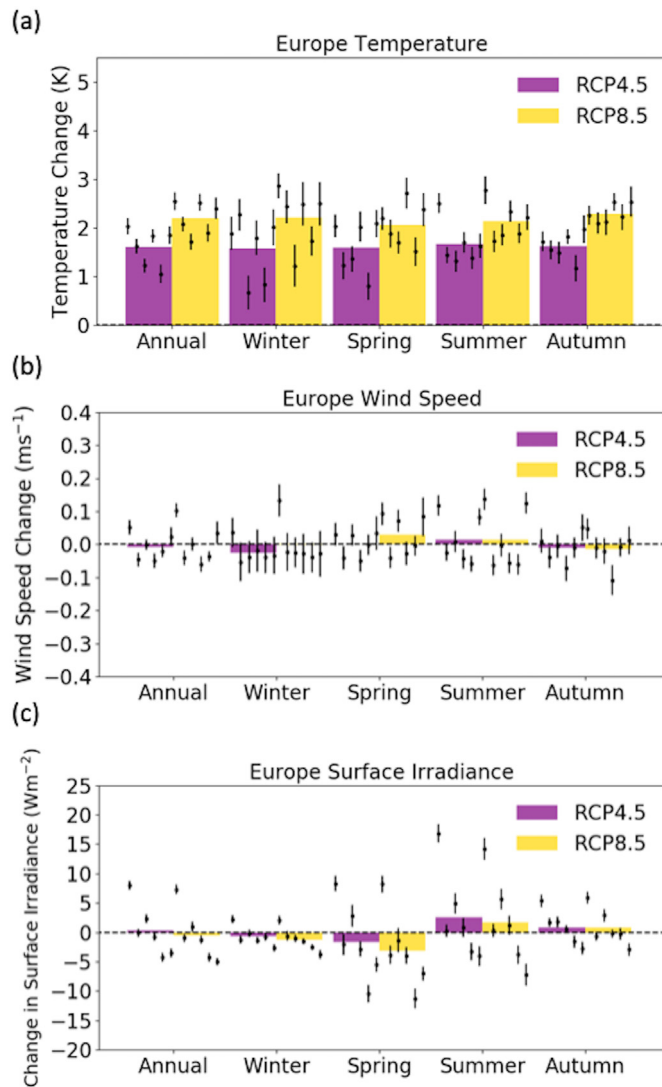 (a)
Europe Temperature
Temperature Change (K)
5
4
3
2
1
0
RCP4.5
RCP8.5
Annual Winter Spring Summer Autumn
(b)
Europe Wind Speed
Wind Speed Change (ms⁻¹)
0.4
0.3
0.2
0.1
0.0
−0.1
−0.2
−0.3
−0.4
RCP4.5
RCP8.5
Annual Winter Spring Summer Autumn
(c)
Europe Surface Irradiance
Change in Surface Irradiance (Wm⁻²)
25
20
15
10
5
0
−5
−10
−15
−20
RCP4.5
RCP8.5
Annual Winter Spring Summer Autumn